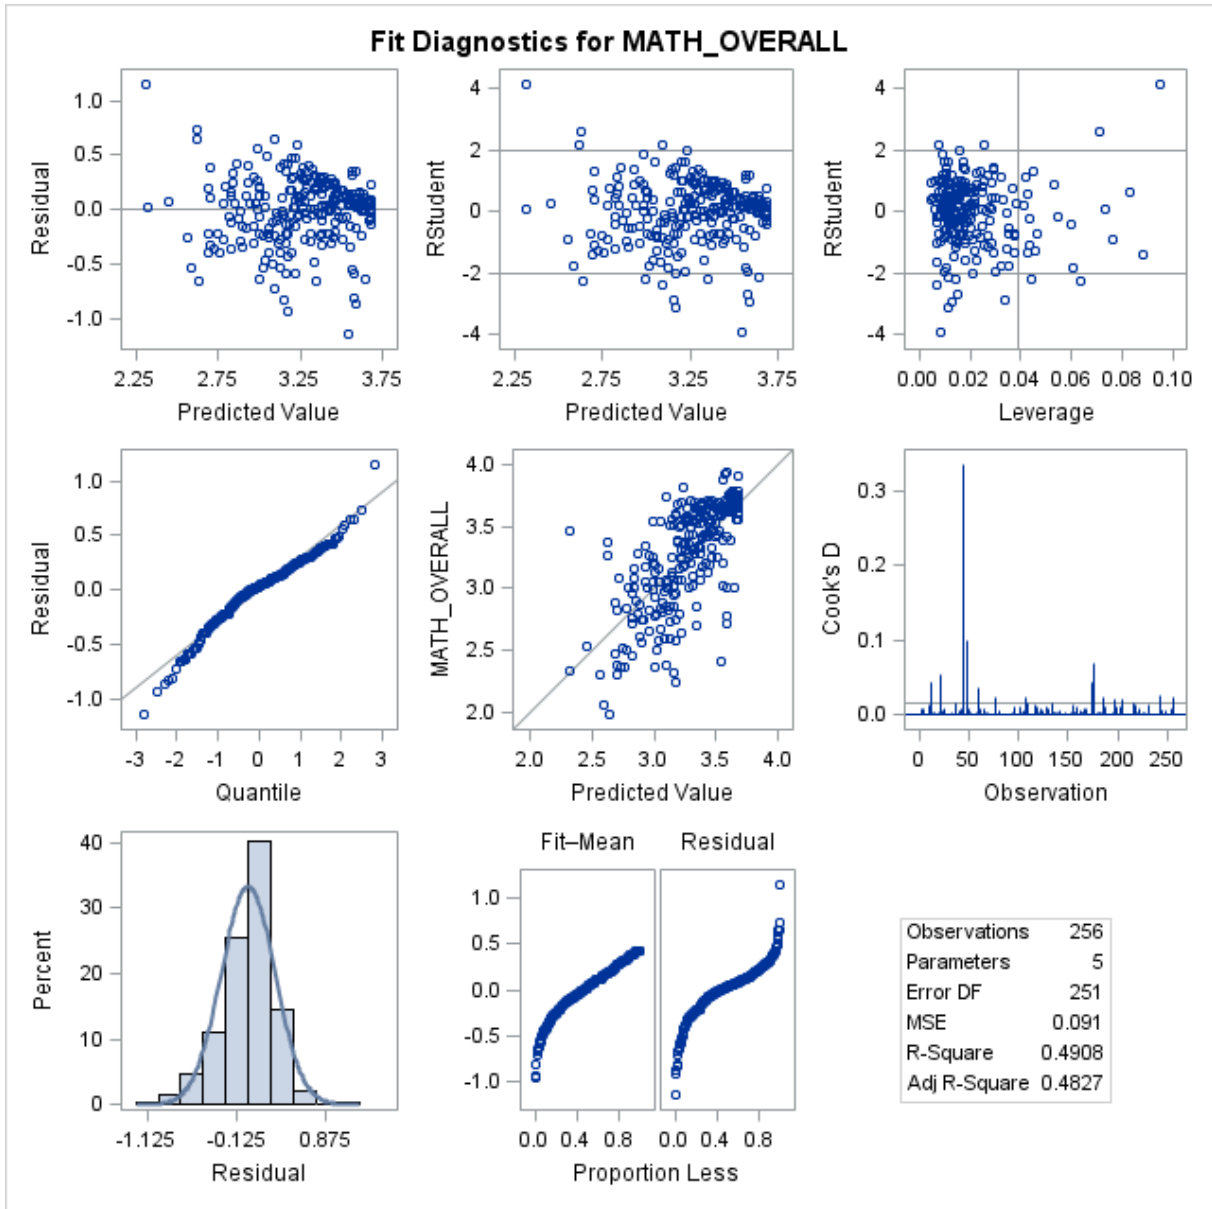 Fit Diagnostics for MATH_OVERALL
1.0
0.5
0.0
-0.5
-1.0
Residual
2.25 2.75 3.25 3.75
Predicted Value
4
2
0
-2
-4
RStudent
2.25 2.75 3.25 3.75
Predicted Value
4
2
0
-2
-4
RStudent
0.00 0.02 0.04 0.06 0.08 0.10
Leverage
1.0
0.5
0.0
-0.5
-1.0
Residual
-3 -2 -1 0 1 2 3
Quantile
4.0
3.5
3.0
2.5
2.0
MATH_OVERALL
2.0 2.5 3.0 3.5 4.0
Predicted Value
0.3
0.2
0.1
0.0
Cook's D
0 50 100 150 200 250
Observation
40
30
20
10
0
Percent
-1.125 -0.125 0.875
Residual
Fit–Mean Residual
1.0
0.5
0.0
-0.5
-1.0
0.0 0.4 0.8 0.0 0.4 0.8
Proportion Less
Observations 256
Parameters 5
Error DF 251
MSE 0.091
R-Square 0.4908
Adj R-Square 0.4827